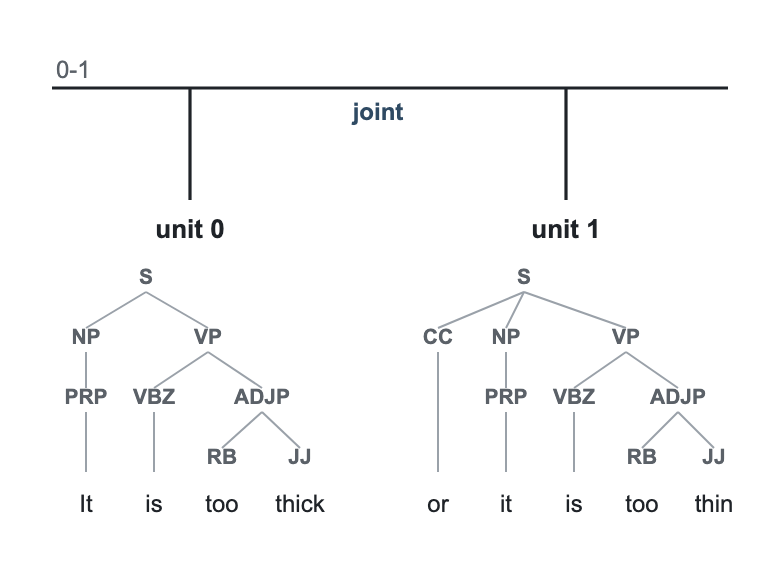 0-1
joint
unit 0 unit 1
S S
NP VP CC NP VP
PRP VBZ ADJP PRP VBZ ADJP
RB JJ RB JJ
It is too thick or it is too thin